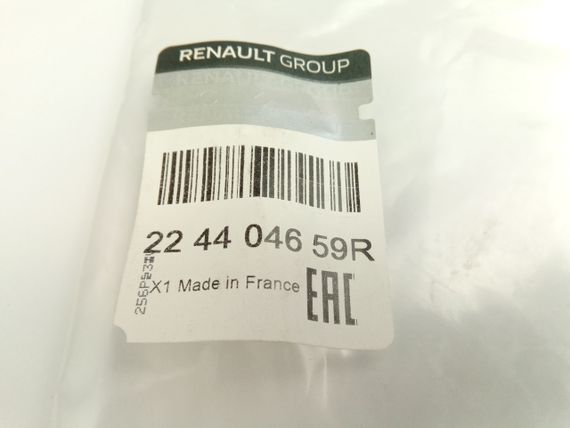 RENAULT GROUP
22 44 046 59R
X1 Made in France
EAC